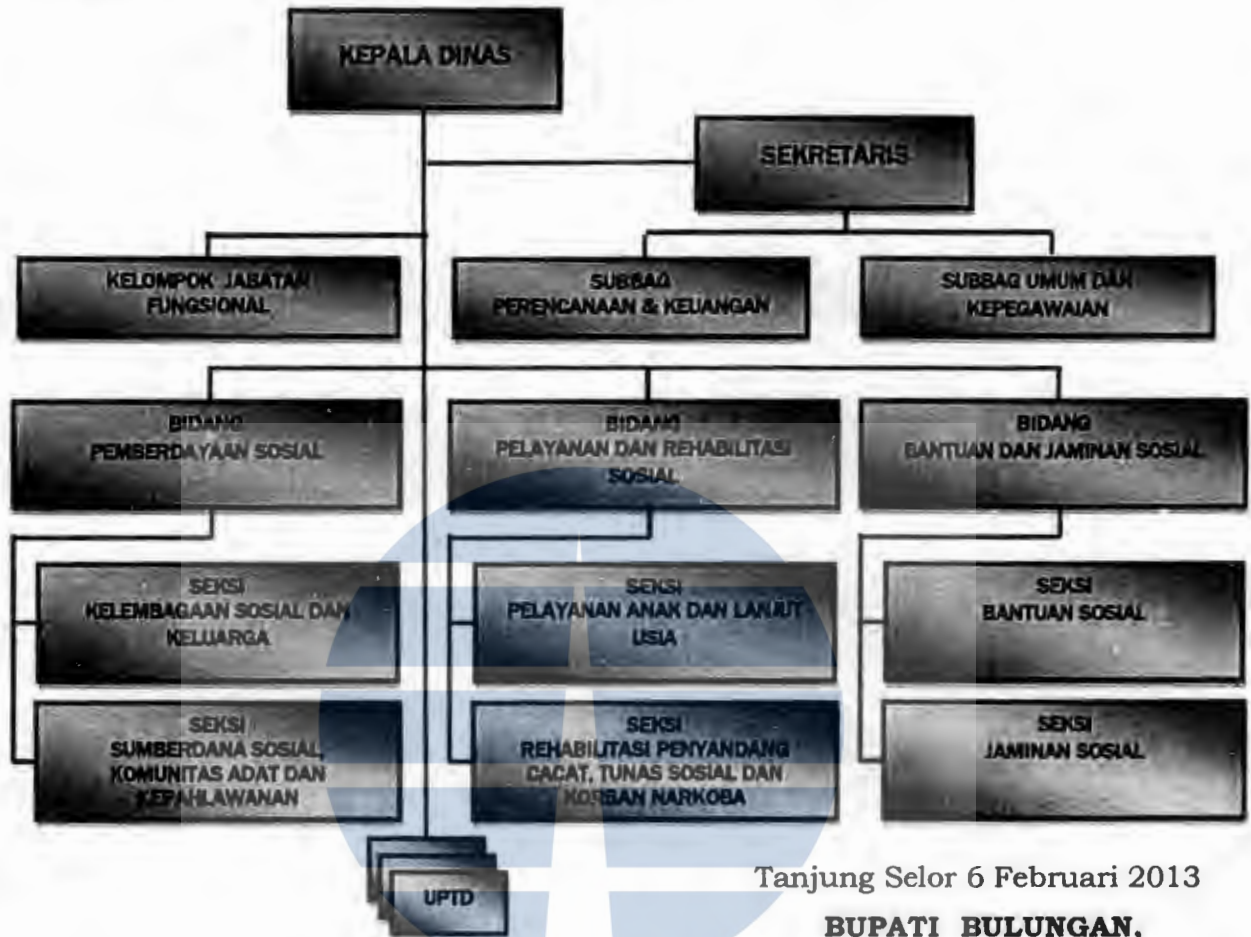 KEPALA DINAS
SEKRETARIS
KELOMPOK JABATAN
FUNGSIONAL
SUBBAG
PERENCANAAN & KEUANGAN
SUBBAG UMUM DAN
KEPEGAWAIAN
BIDANG
PEMBERDAYAAN SOSIAL
BIDANG
PELAYANAN DAN REHABILITASI
SOSIAL
BIDANG
BANTUAN DAN JAMINAN SOSIAL
SEKSI
KELEMBAGAAN SOSIAL DAN
KELUARGA
SEKSI
PELAYANAN ANAK DAN LANJUT
USIA
SEKSI
BANTUAN SOSIAL
SEKSI
SUMBERDANA SOSIAL,
KOMUNITAS ADAT DAN
KEPAHLAWANAN
SEKSI
REHABILITASI PENYANDANG
CACAT, TUNAS SOSIAL DAN
KORBAN NARKOBA
SEKSI
JAMINAN SOSIAL
UPTD
Tanjung Selor 6 Februari 2013
BUPATI BULUNGAN,